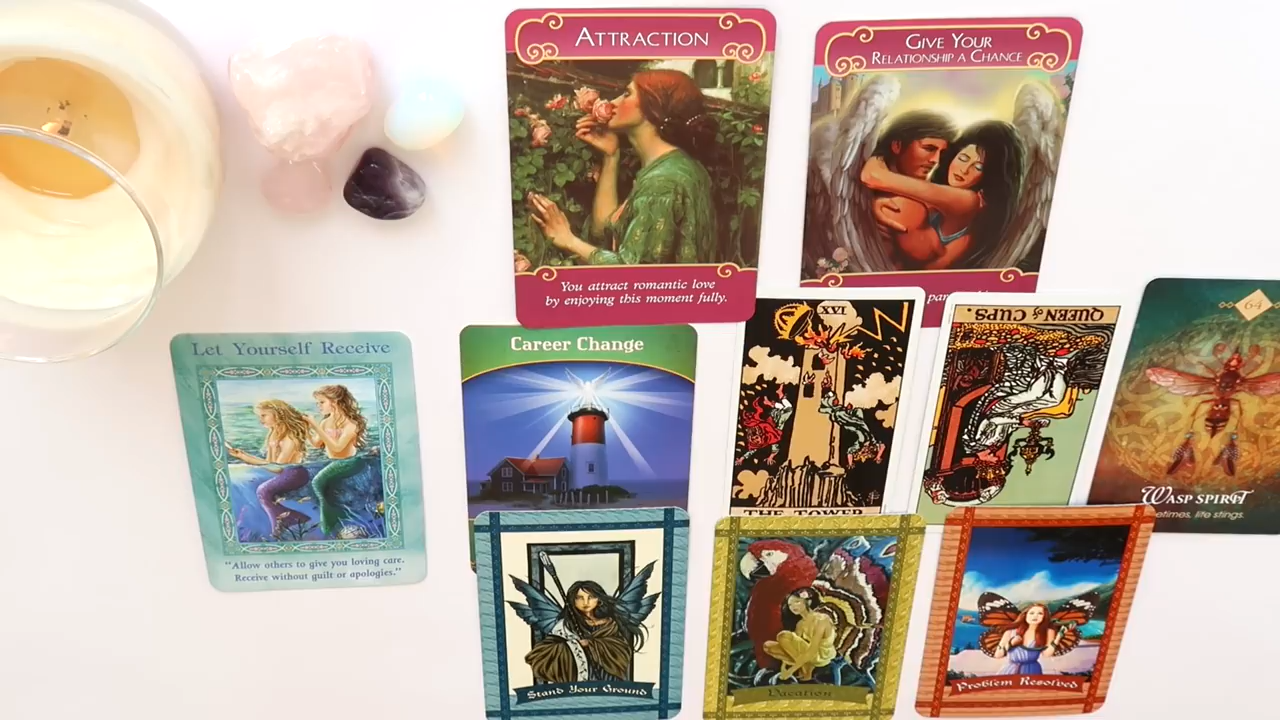 ATTRACTION
You attract romantic love
by enjoying this moment fully.
GIVE YOUR
RELATIONSHIP A CHANCE
Let Yourself Receive
"Allow others to give you loving care.
Receive without guilt or apologies."
Career Change
XVI
THE TOWER
QUEEN of CUPS.
64
WASP SPIRIT
life stings.
Stand Your Ground
Vacation
Problem Resolved